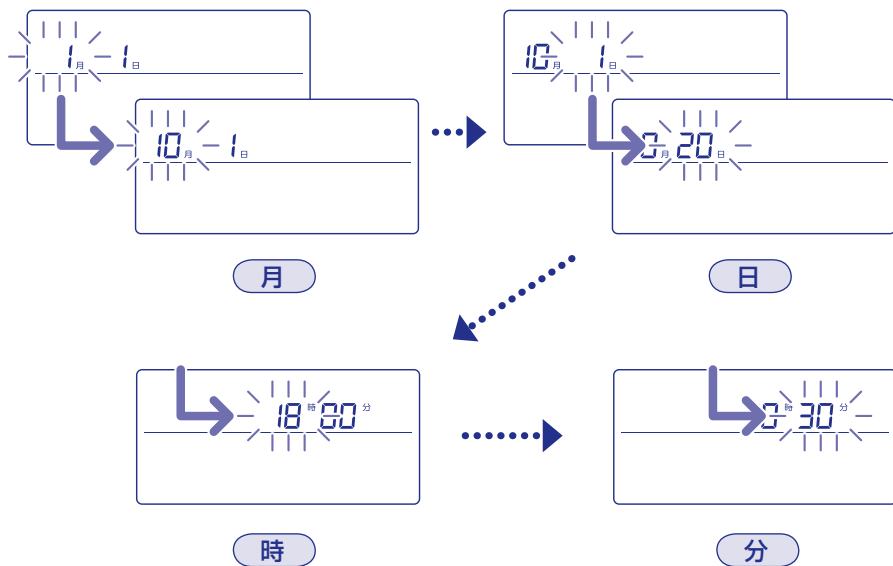 1月 1日
10月 1日
月
10月 1日
0月 20日
日
18時 00分
時
0時 30分
分